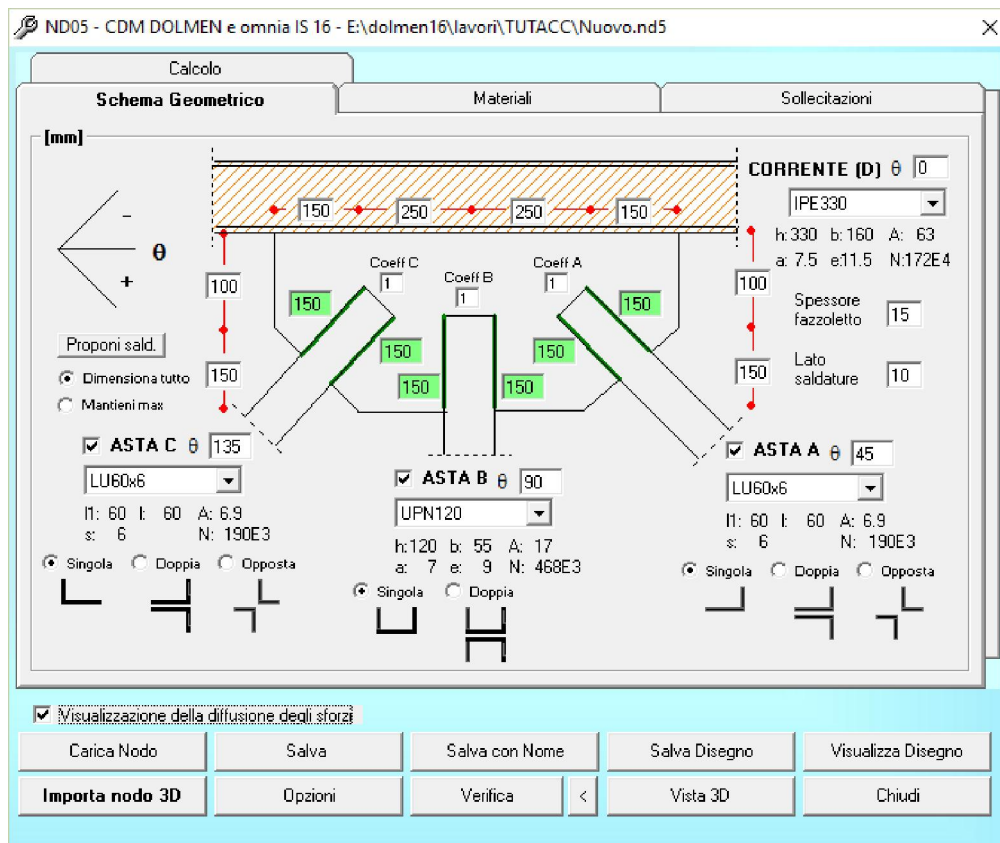 ND05 - CDM DOLMEN e omnia IS 16 - E:\dolmen16\lavori\TUTACC\Nuovo.nd5
Calcolo
Schema Geometrico
Materiali
Sollecitazioni
[mm]
CORRENTE (D) θ 0
IPE330
h: 330 b: 160 A: 63
a: 7.5 e: 11.5 N: 172E4
150 250 250 150
-
θ
+
100
150
Coeff C
1
Coeff B
1
Coeff A
1
150
150
150
150
150
150
100
150
Spessore
fazzoletto 15
Lato
saldature 10
Proponi sald.
Dimensiona tutto
Mantieni max
ASTA C θ 135
LU60x6
l1: 60 l: 60 A: 6.9
s: 6 N: 190E3
Singola Doppia Opposta
ASTA B θ 90
UPN120
h: 120 b: 55 A: 17
a: 7 e: 9 N: 468E3
Singola Doppia
ASTA A θ 45
LU60x6
l1: 60 l: 60 A: 6.9
s: 6 N: 190E3
Singola Doppia Opposta
Visualizzazione della diffusione degli sforzi
Carica Nodo
Salva
Salva con Nome
Salva Disegno
Visualizza Disegno
Importa nodo 3D
Opzioni
Verifica
<
Vista 3D
Chiudi